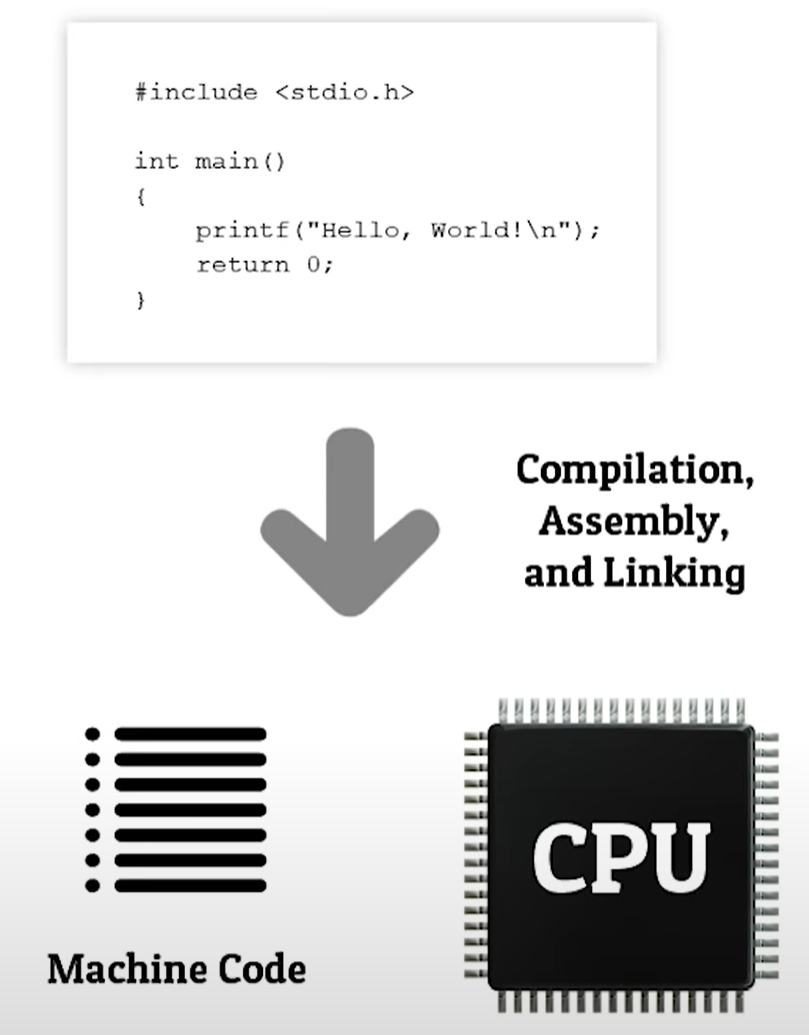 #include <stdio.h>
int main()
{
    printf("Hello, World!\n");
    return 0;
}
Compilation,
Assembly,
and Linking
Machine Code
CPU